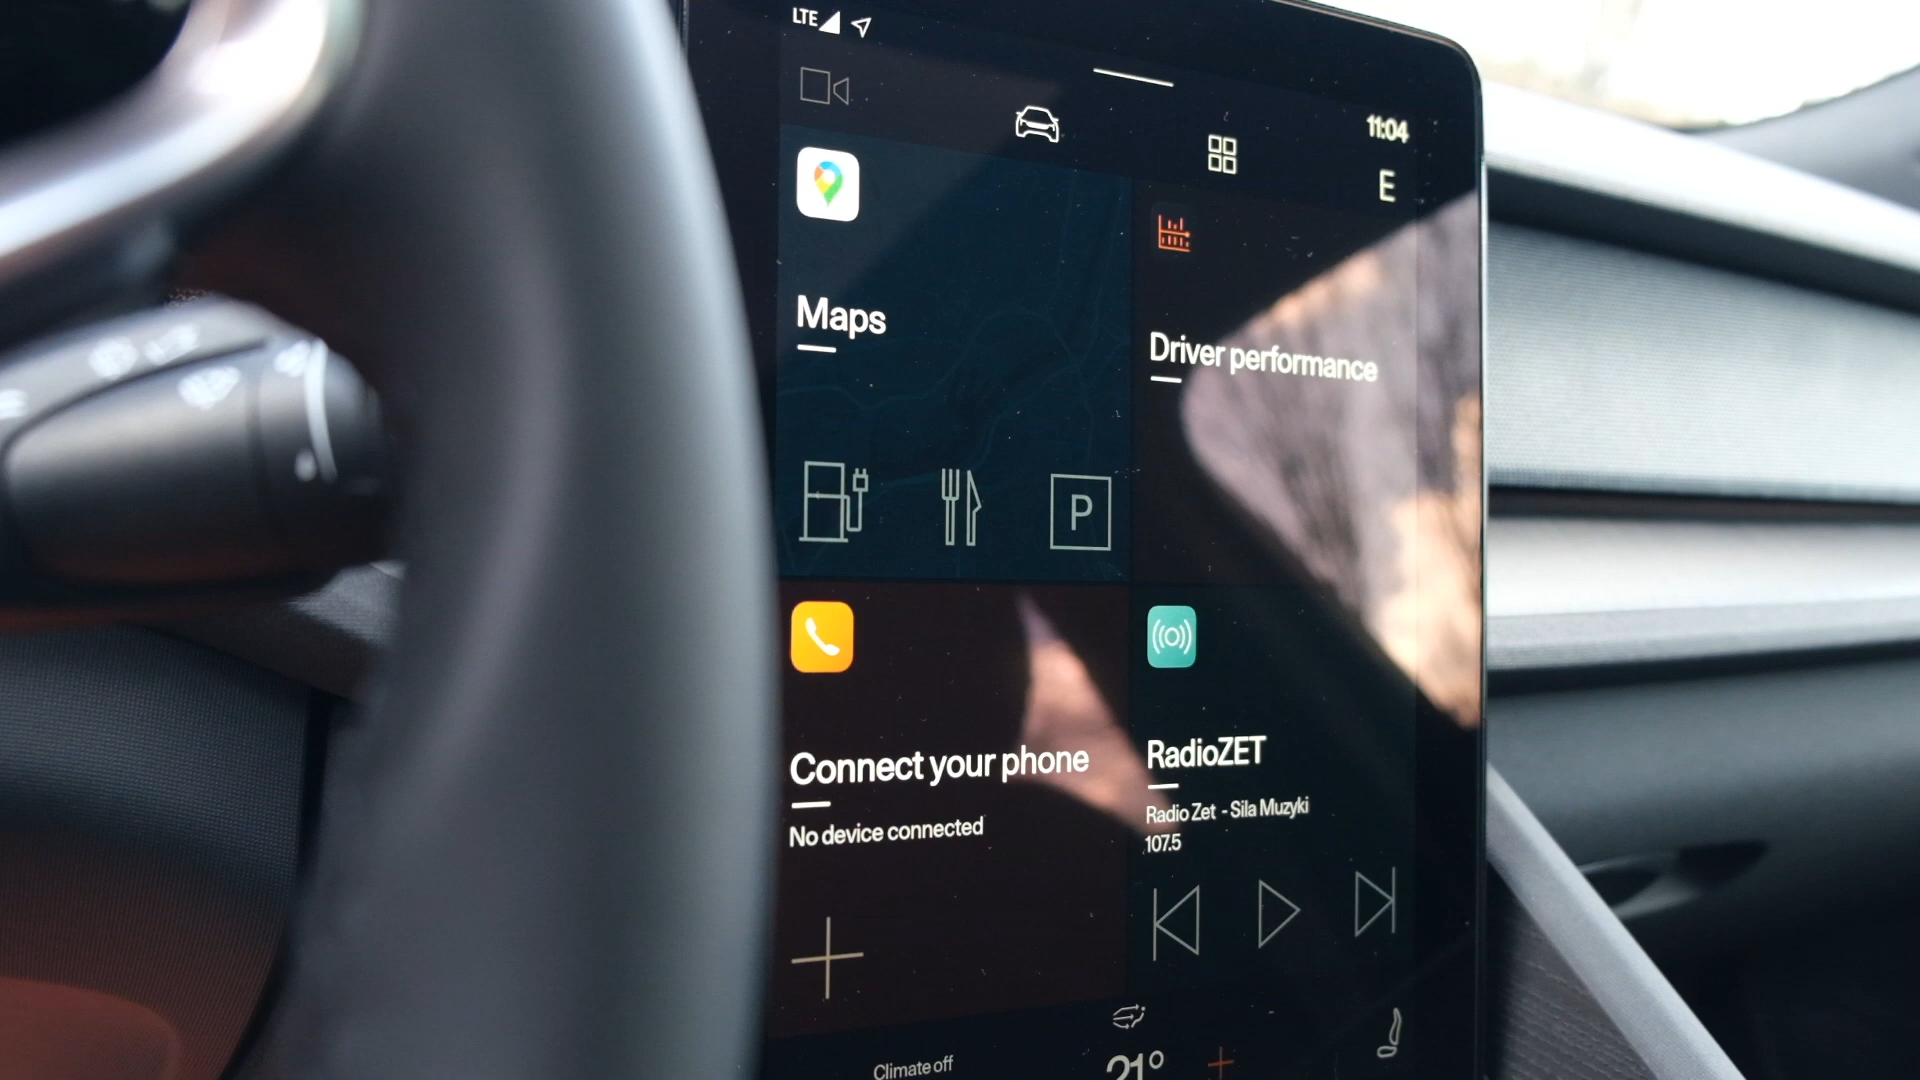 LTE
11:04
E
Maps
Driver performance
P
Connect your phone
No device connected
RadioZET
Radio Zet - Sila Muzyki
107.5
Climate off
21°